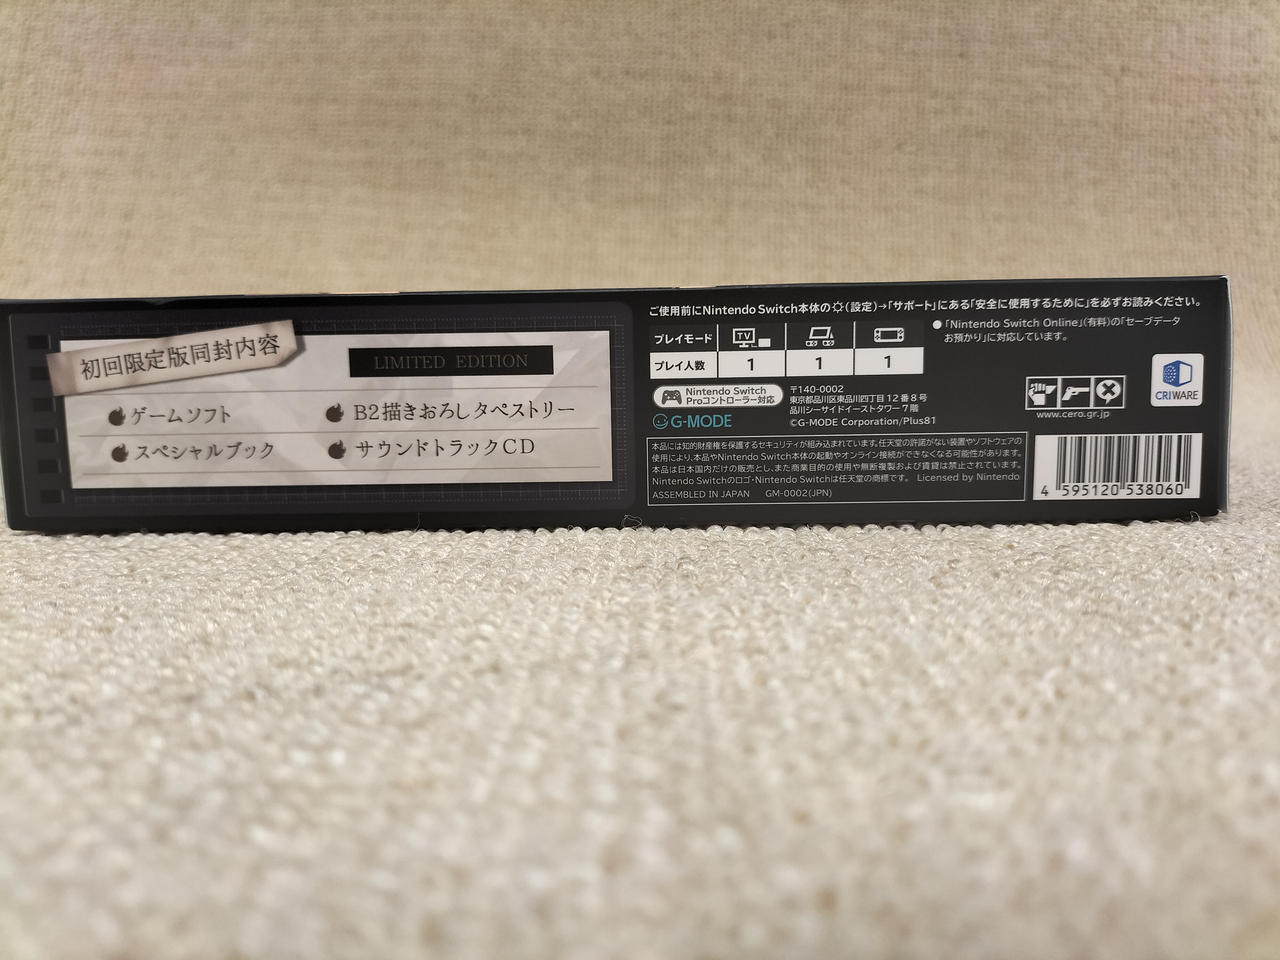 初回限定版同封内容
LIMITED EDITION
ゲームソフト
B2描きおろしタペストリー
スペシャルブック
サウンドトラックCD
ご使用前にNintendo Switch本体の(設定)→「サポート」にある「安全に使用するために」を必ずお読みください。
プレイモード
TV
プレイ人数 1 1 1
●「Nintendo Switch Online」(有料)の「セーブデータ
お預かり」に対応しています。
Nintendo Switch
Proコントローラー対応
G-MODE
〒140-0002
東京都品川区東品川四丁目12番8号
品川シーサイドイーストタワー7階
©G-MODE Corporation/Plus81
www.cero.gr.jp
CRIWARE
本品には知的財産権を保護するセキュリティが組み込まれています。任天堂の許諾がない装置やソフトウェアの
使用により、本品やNintendo Switch本体の起動やオンライン接続ができなくなる可能性があります。
本品は日本国内だけの販売とし、また商業目的の使用や無断複製および賃貸は禁止されています。
Nintendo Switchのロゴ・Nintendo Switchは任天堂の商標です。 Licensed by Nintendo
ASSEMBLED IN JAPAN GM-0002(JPN)
4 595120 538060